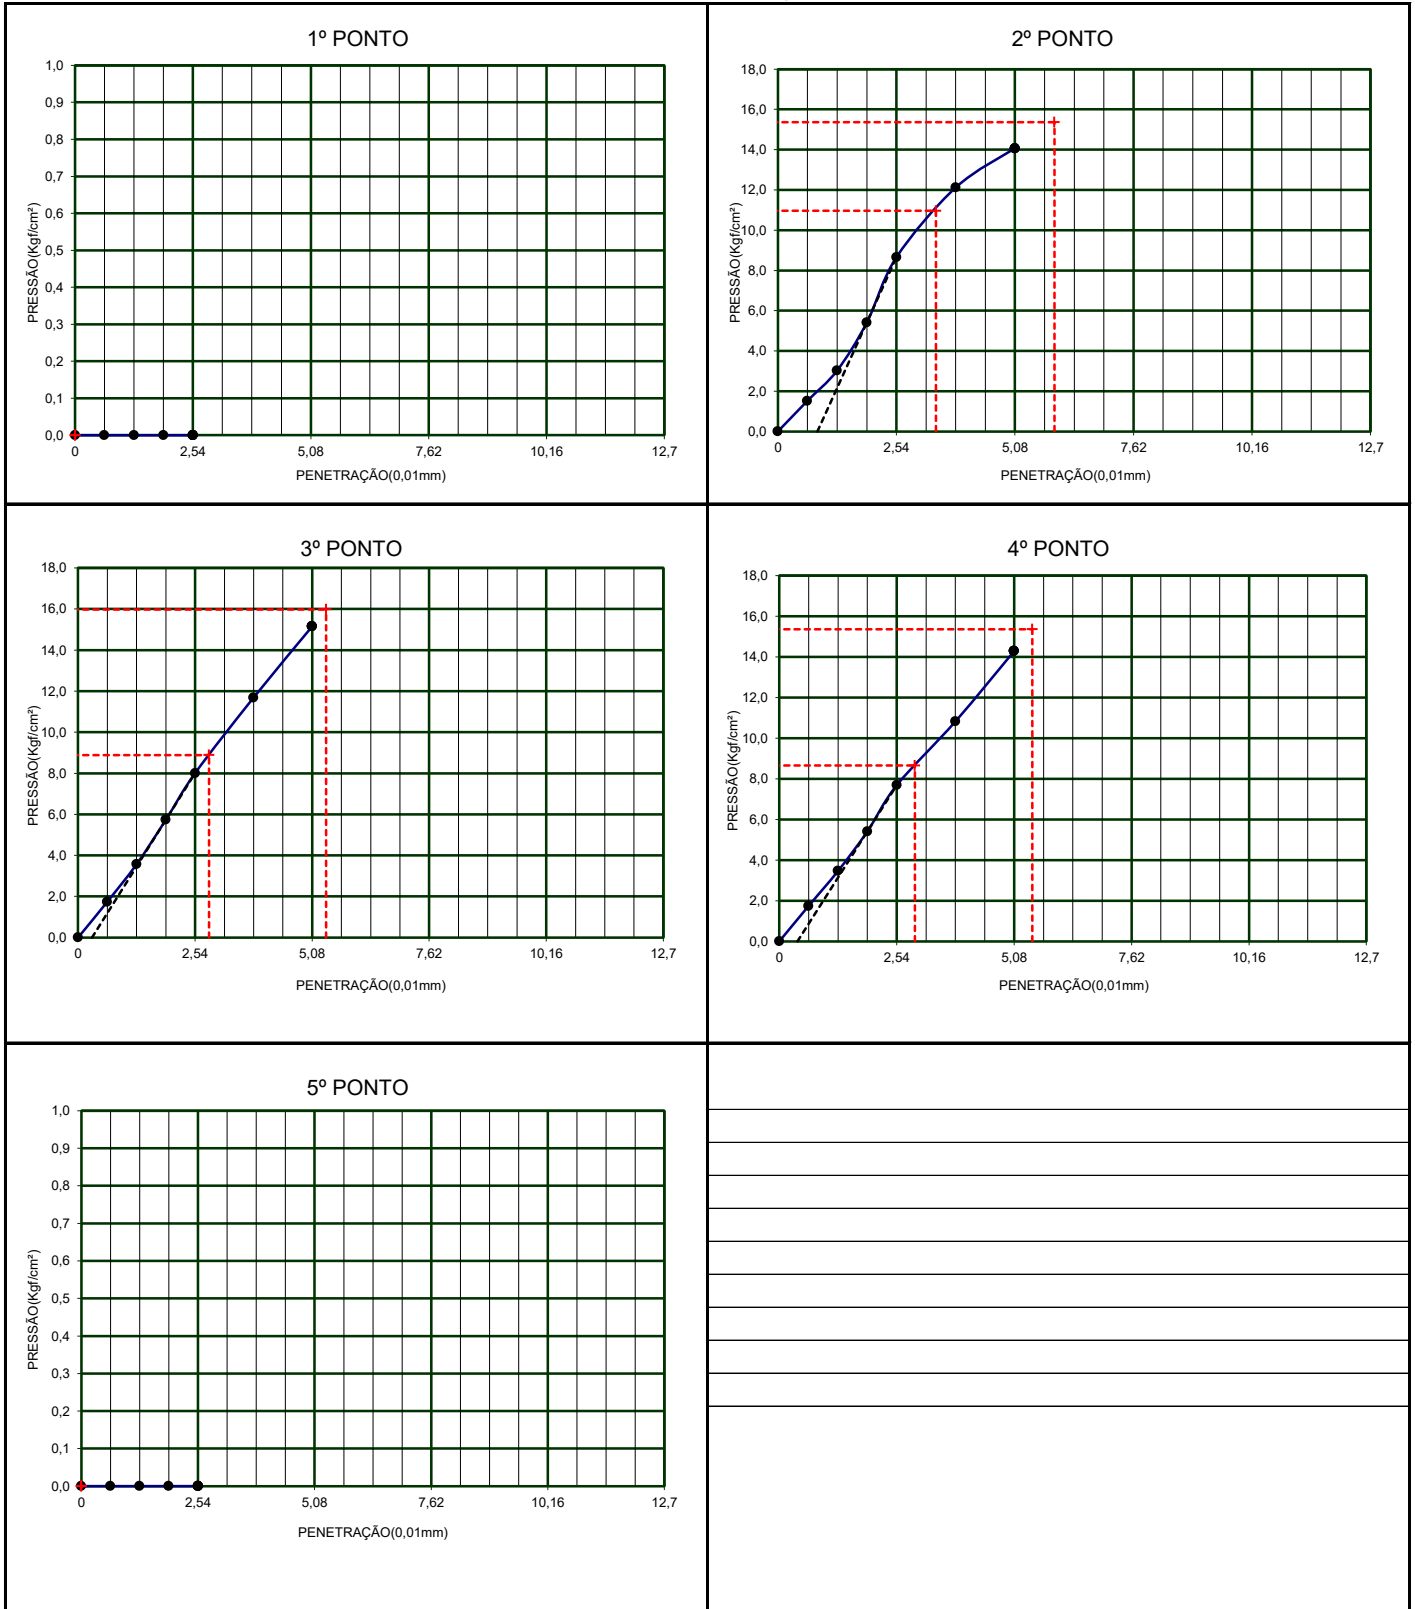 1º PONTO
1,0
0,9
0,8
0,7
0,6
0,5
0,4
0,3
0,2
0,1
0,0
PRESSÃO(Kgf/cm²)
0 2,54 5,08 7,62 10,16 12,7
PENETRAÇÃO(0,01mm)
2º PONTO
18,0
16,0
14,0
12,0
10,0
8,0
6,0
4,0
2,0
0,0
PRESSÃO(Kgf/cm²)
0 2,54 5,08 7,62 10,16 12,7
PENETRAÇÃO(0,01mm)
3º PONTO
18,0
16,0
14,0
12,0
10,0
8,0
6,0
4,0
2,0
0,0
PRESSÃO(Kgf/cm²)
0 2,54 5,08 7,62 10,16 12,7
PENETRAÇÃO(0,01mm)
4º PONTO
18,0
16,0
14,0
12,0
10,0
8,0
6,0
4,0
2,0
0,0
PRESSÃO(Kgf/cm²)
0 2,54 5,08 7,62 10,16 12,7
PENETRAÇÃO(0,01mm)
5º PONTO
1,0
0,9
0,8
0,7
0,6
0,5
0,4
0,3
0,2
0,1
0,0
PRESSÃO(Kgf/cm²)
0 2,54 5,08 7,62 10,16 12,7
PENETRAÇÃO(0,01mm)